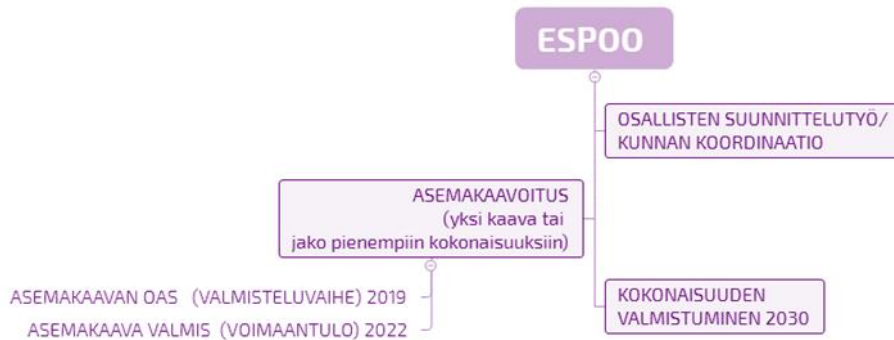 ESPOO
OSALLISTEN SUUNNITTELUTYÖ/
KUNNAN KOORDINAATIO
ASEMAKAAVOITUS
(yksi kaava tai
jako pienempiin kokonaisuuksiin)
ASEMAKAAVAN OAS (VALMISTELUVAIHE) 2019
ASEMAKAAVA VALMIS (VOIMAANTULO) 2022
KOKONAISUUDEN
VALMISTUMINEN 2030